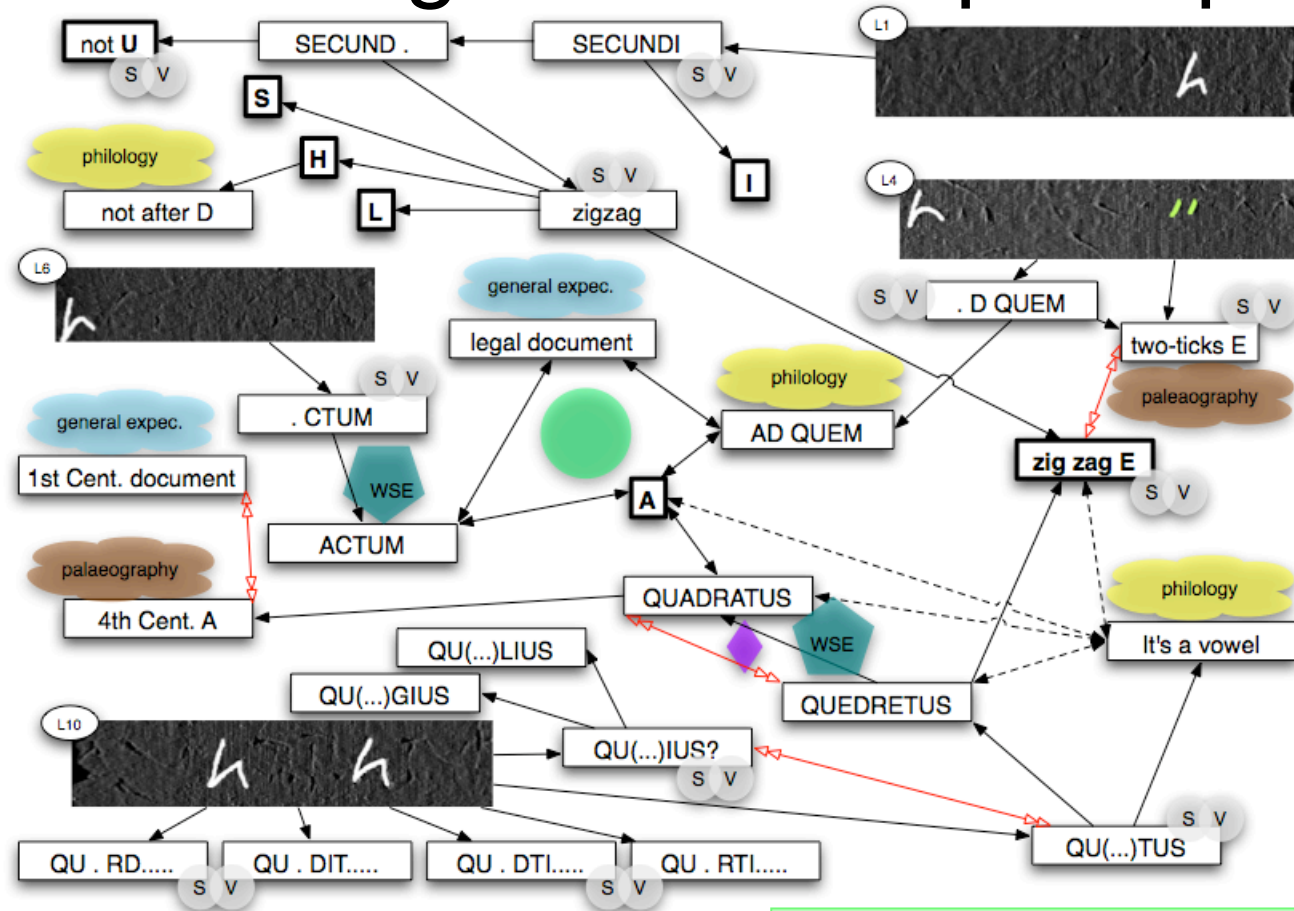 L1
not U
SECUND .
SECUNDI
S V
S V
S
philology
H
not after D
L
S V
zigzag
I
L4
L6
general expec.
legal document
S V
. D QUEM
S V
two-ticks E
palaeography
S V
. CTUM
philology
AD QUEM
general expec.
1st Cent. document
WSE
ACTUM
A
zig zag E
S V
palaeography
4th Cent. A
QUADRATUS
WSE
philology
It's a vowel
QU(...)LIUS
QU(...)GIUS
QUEDRETUS
L10
QU(...)IUS?
S V
S V
QU(...)TUS
QU . RD.....
QU . DIT.....
QU . DTI.....
QU . RTI.....
S V
S V